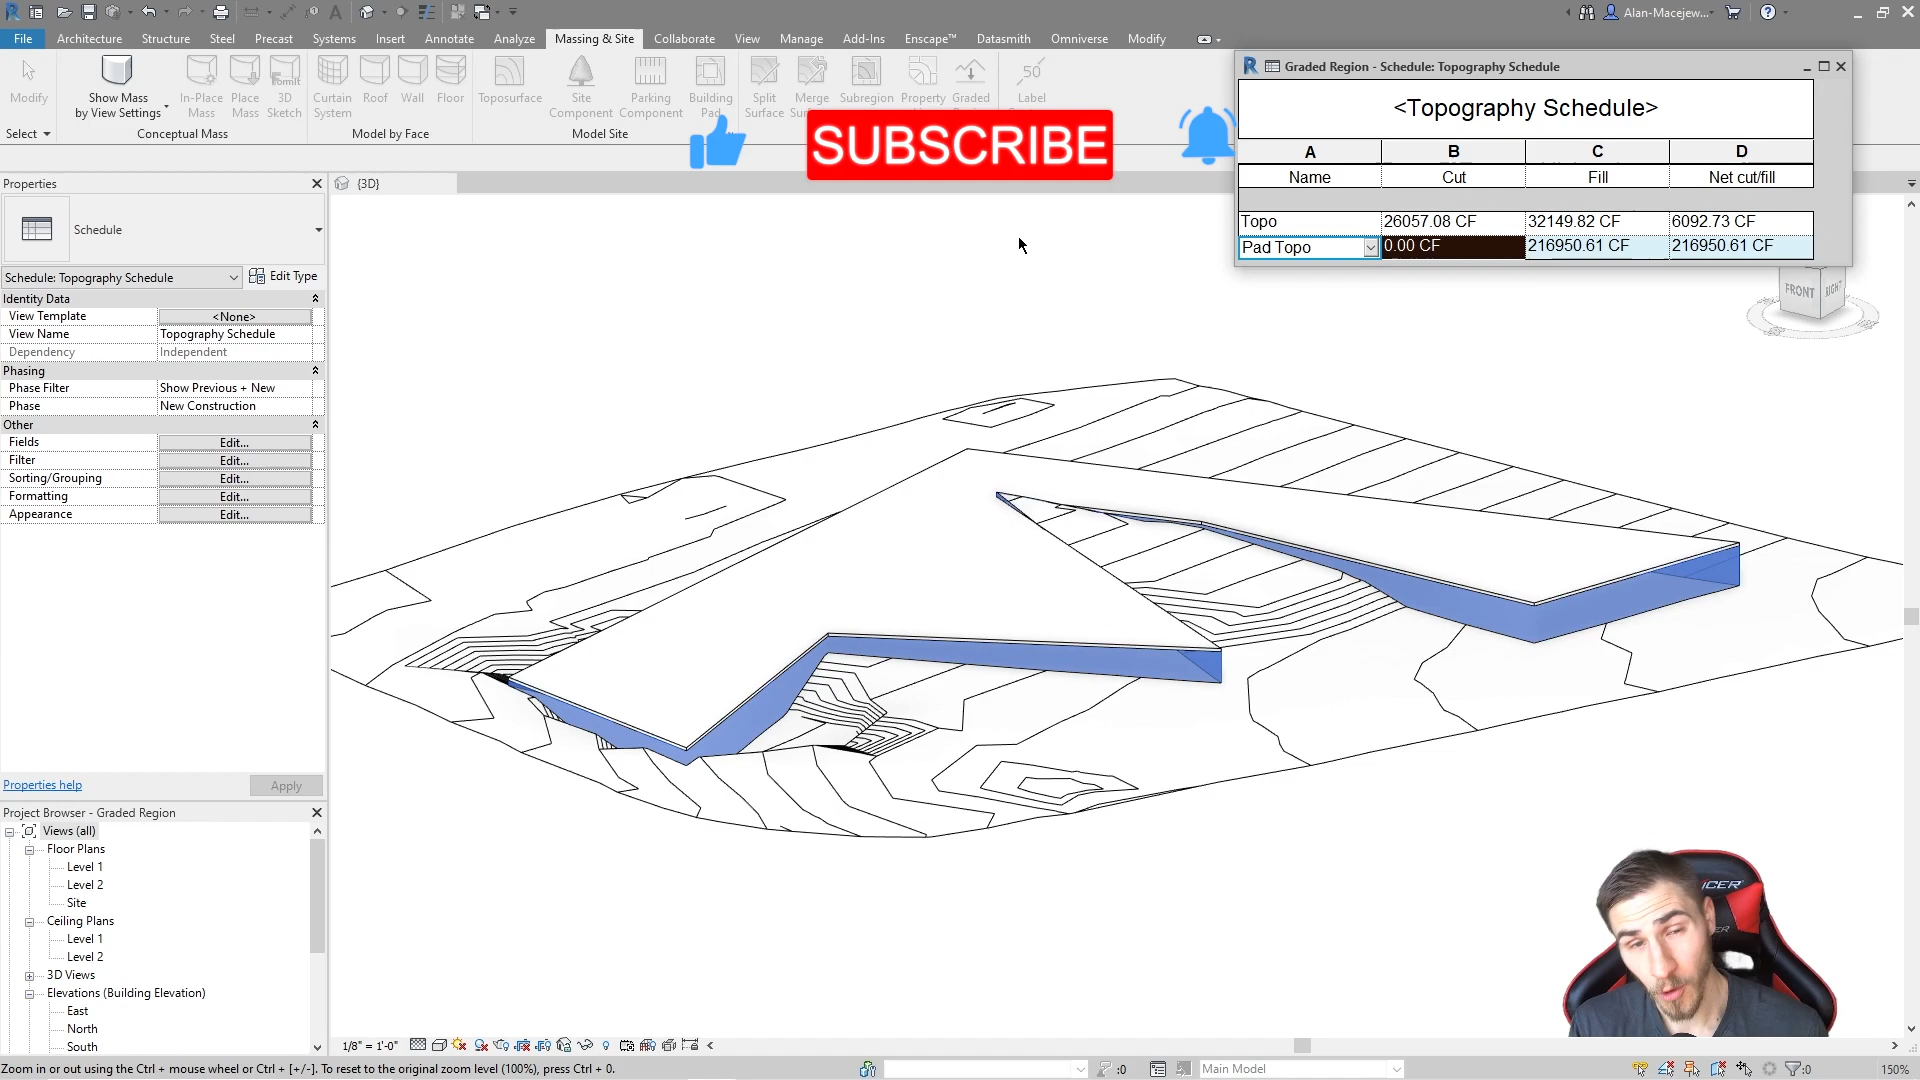 Alan-Macejew...
File Architecture Structure Steel Precast Systems Insert Annotate Analyze Massing & Site Collaborate View Manage Add-Ins Enscape™ Datasmith Omniverse Modify
Modify
Show Mass
by View Settings
In-Place
Mass
Place
Mass
3D
Sketch
Curtain
System
Roof
Wall
Floor
Toposurface
Site
Component
Parking
Component
Building
Pad
Split
Surface
Merge
Subregion
Property
Graded
Label
Select
Conceptual Mass
Model by Face
Model Site
SUBSCRIBE
Graded Region - Schedule: Topography Schedule
<Topography Schedule>
A B C D
Name Cut Fill Net cut/fill
Topo 26057.08 CF 32149.82 CF 6092.73 CF
Pad Topo 0.00 CF 216950.61 CF 216950.61 CF
Properties
{3D}
Schedule
Schedule: Topography Schedule
Edit Type
Identity Data
View Template <None>
View Name Topography Schedule
Dependency Independent
Phasing
Phase Filter Show Previous + New
Phase New Construction
Other
Fields Edit...
Filter Edit...
Sorting/Grouping Edit...
Formatting Edit...
Appearance Edit...
FRONT
RIGHT
Properties help
Apply
Project Browser - Graded Region
Views (all)
Floor Plans
Level 1
Level 2
Site
Ceiling Plans
Level 1
Level 2
3D Views
Elevations (Building Elevation)
East
North
South
1/8" = 1'-0"
Zoom in or out using the Ctrl + mouse wheel or Ctrl + [+/-]. To reset to the original zoom level (100%), press Ctrl + 0.
:0
Main Model
:0
150%